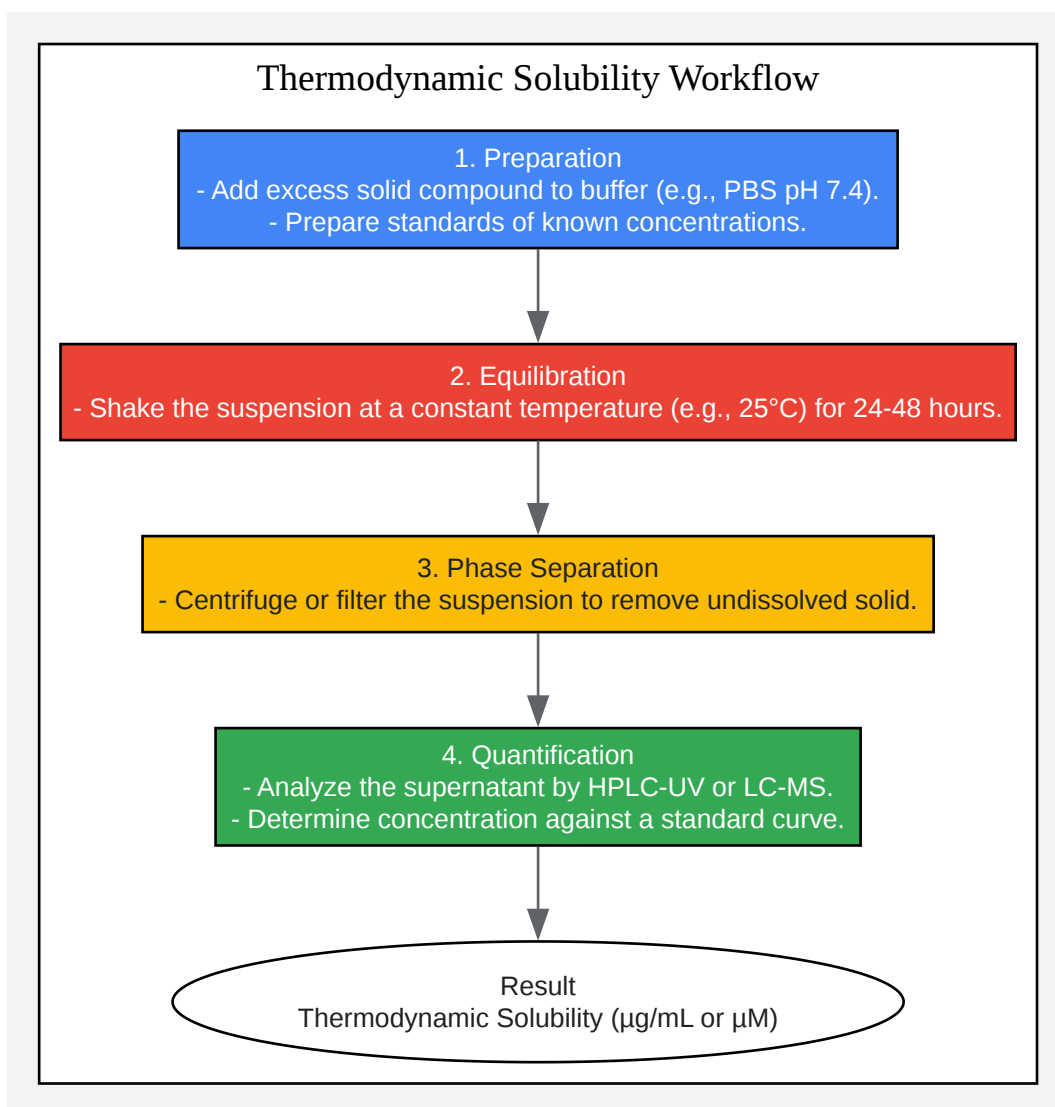 Thermodynamic Solubility Workflow
1. Preparation
- Add excess solid compound to buffer (e.g., PBS pH 7.4).
- Prepare standards of known concentrations.
2. Equilibration
- Shake the suspension at a constant temperature (e.g., 25°C) for 24-48 hours.
3. Phase Separation
- Centrifuge or filter the suspension to remove undissolved solid.
4. Quantification
- Analyze the supernatant by HPLC-UV or LC-MS.
- Determine concentration against a standard curve.
Result
Thermodynamic Solubility (µg/mL or µM)